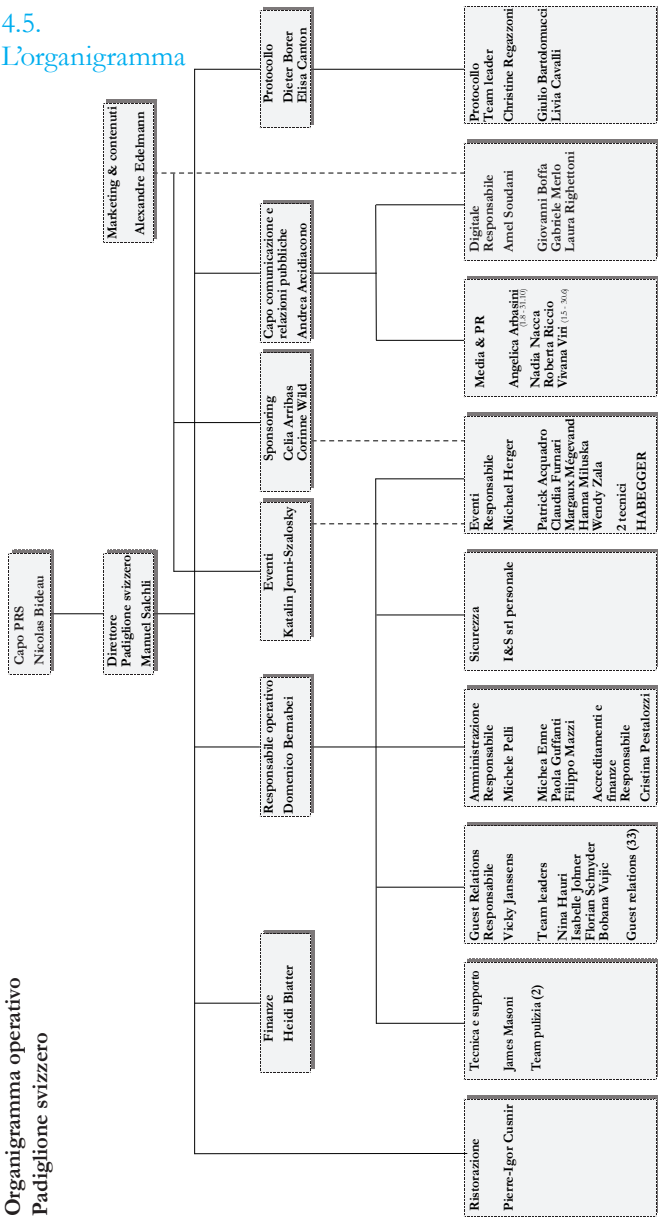 4.5.
L'organigramma
Organigramma operativo
Padiglione svizzero
Capo PRS
Nicolas Bideau
Direttore
Padiglione svizzero
Manuel Salchli
Marketing & contenuti
Alexandre Edelmann
Finanze
Heidi Blatter
Responsabile operativo
Domenico Bernabei
Eventi
Katalin Jenni-Szalosky
Sponsoring
Celia Arribas
Corinne Wild
Capo comunicazione e
relazioni pubbliche
Andrea Arcidiacono
Protocollo
Dieter Borer
Elisa Canton
Ristorazione
Pierre-Igor Cusnir
Tecnica e supporto
James Masoni
Team pulizia (2)
Guest Relations
Responsabile
Vicky Janssens
Team leaders
Nina Hauri
Isabelle Johner
Florian Schnyder
Bobana Vujic
Guest relations (33)
Amministrazione
Responsabile
Michele Pelli
Michea Enne
Paola Guffanti
Filippo Mazzi
Accreditamenti e
finanze
Responsabile
Cristina Pestalozzi
Sicurezza
I&S srl personale
Eventi
Responsabile
Michael Herger
Patrick Acquadro
Claudia Furnari
Margaux Mégevand
Hanna Miluska
Wendy Zala
2 tecnici
HABEGGER
Media & PR
Angelica Arbasini
(1.8 - 31.10)
Nadia Nacca
Roberta Riccio
Vivana Viri (1.5 - 30.6)
Digitale
Responsabile
Amel Soudani
Giovanni Boffa
Gabriele Merlo
Laura Righettoni
Protocollo
Team leader
Christine Regazzoni
Giulio Bartolomucci
Livia Cavalli